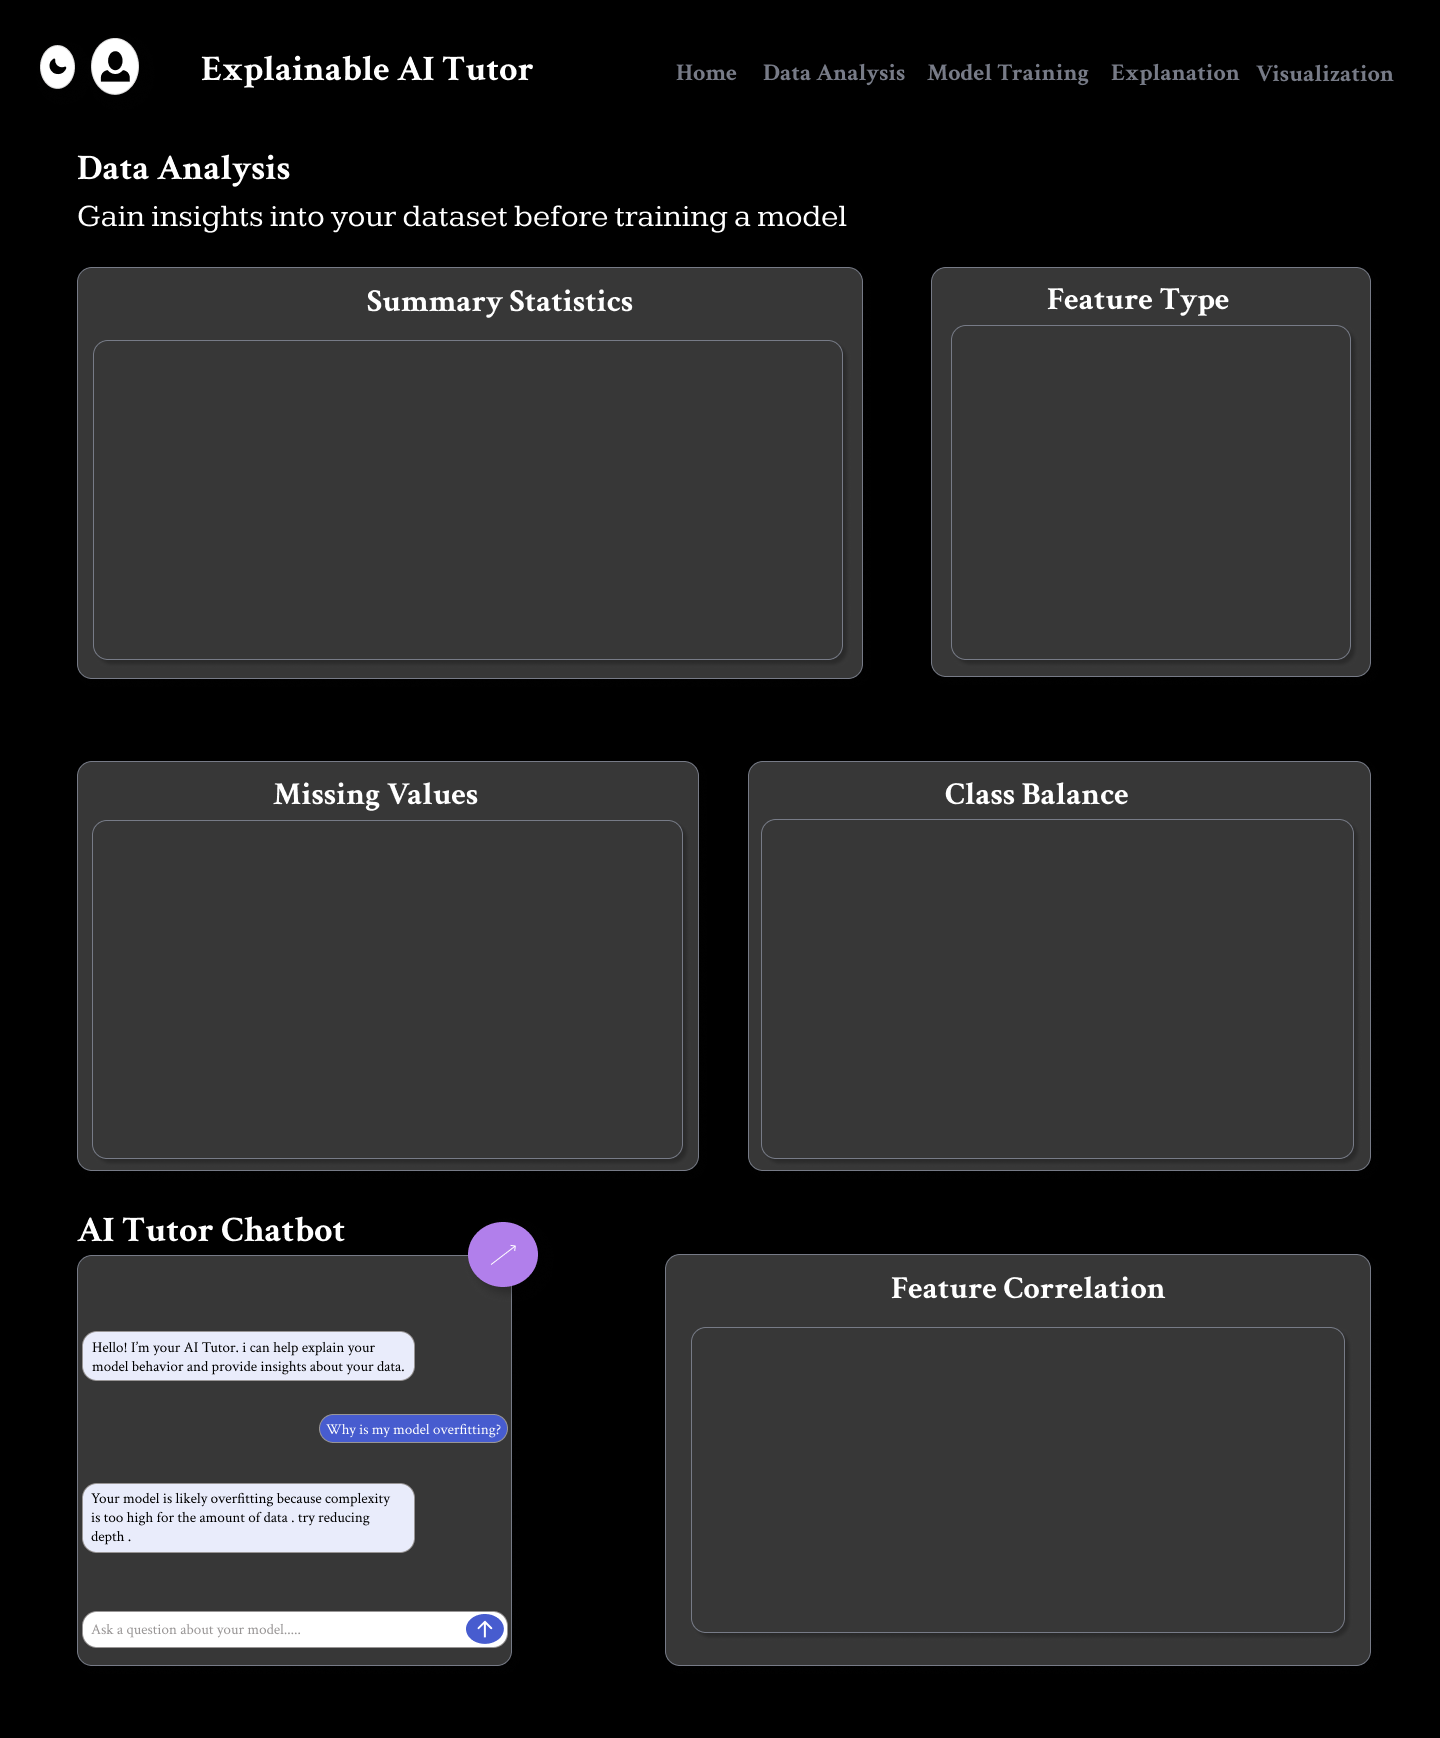 Explainable AI Tutor
Home Data Analysis Model Training Explanation Visualization
Data Analysis
Gain insights into your dataset before training a model
Summary Statistics
Feature Type
Missing Values
Class Balance
AI Tutor Chatbot
Hello! I’m your AI Tutor. i can help explain your
model behavior and provide insights about your data.
Why is my model overfitting?
Your model is likely overfitting because complexity
is too high for the amount of data . try reducing
depth .
Ask a question about your model.....
Feature Correlation